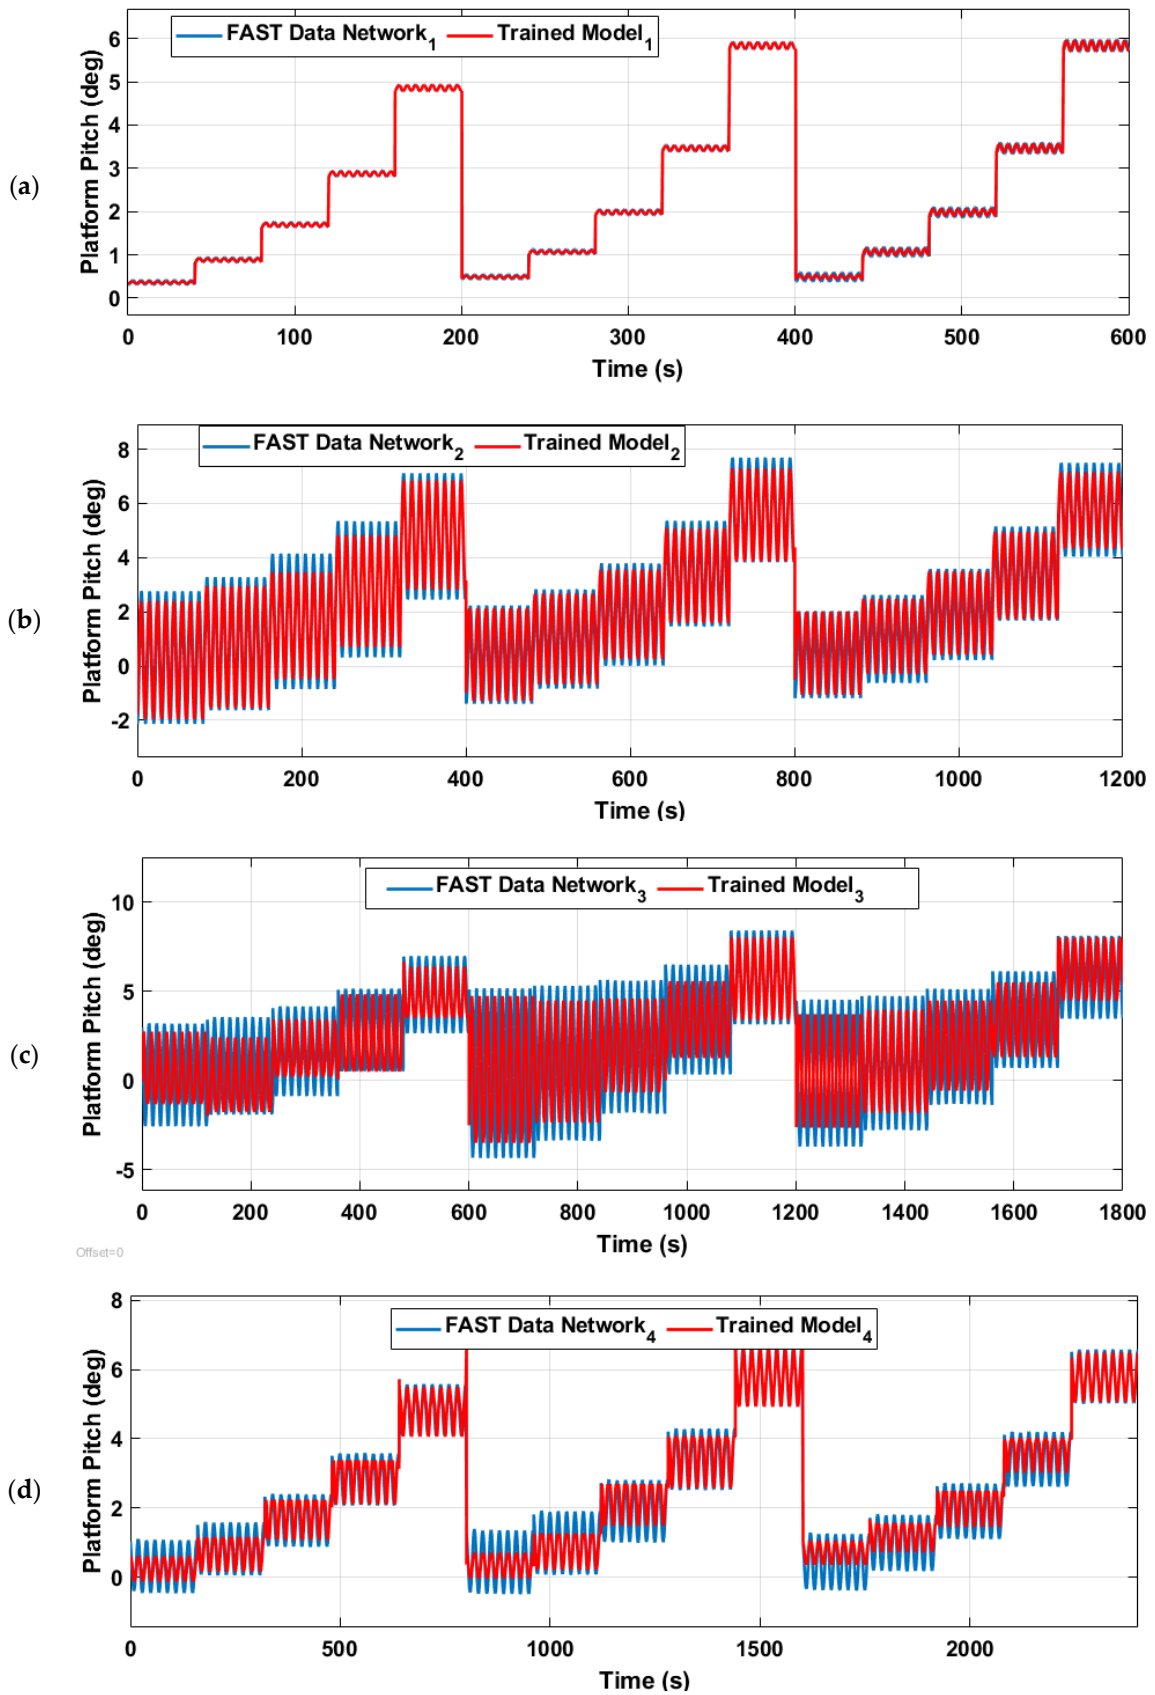 FAST Data Network1 Trained Model1
6
5
4
3
2
1
0
Platform Pitch (deg)
(a)
0 100 200 300 400 500 600
Time (s)
FAST Data Network2 Trained Model2
8
6
4
2
0
-2
Platform Pitch (deg)
(b)
0 200 400 600 800 1000 1200
Time (s)
FAST Data Network3 Trained Model3
10
5
0
-5
Platform Pitch (deg)
(c)
0 200 400 600 800 1000 1200 1400 1600 1800
Time (s)
Offset=0
FAST Data Network4 Trained Model4
8
6
4
2
0
Platform Pitch (deg)
(d)
0 500 1000 1500 2000
Time (s)